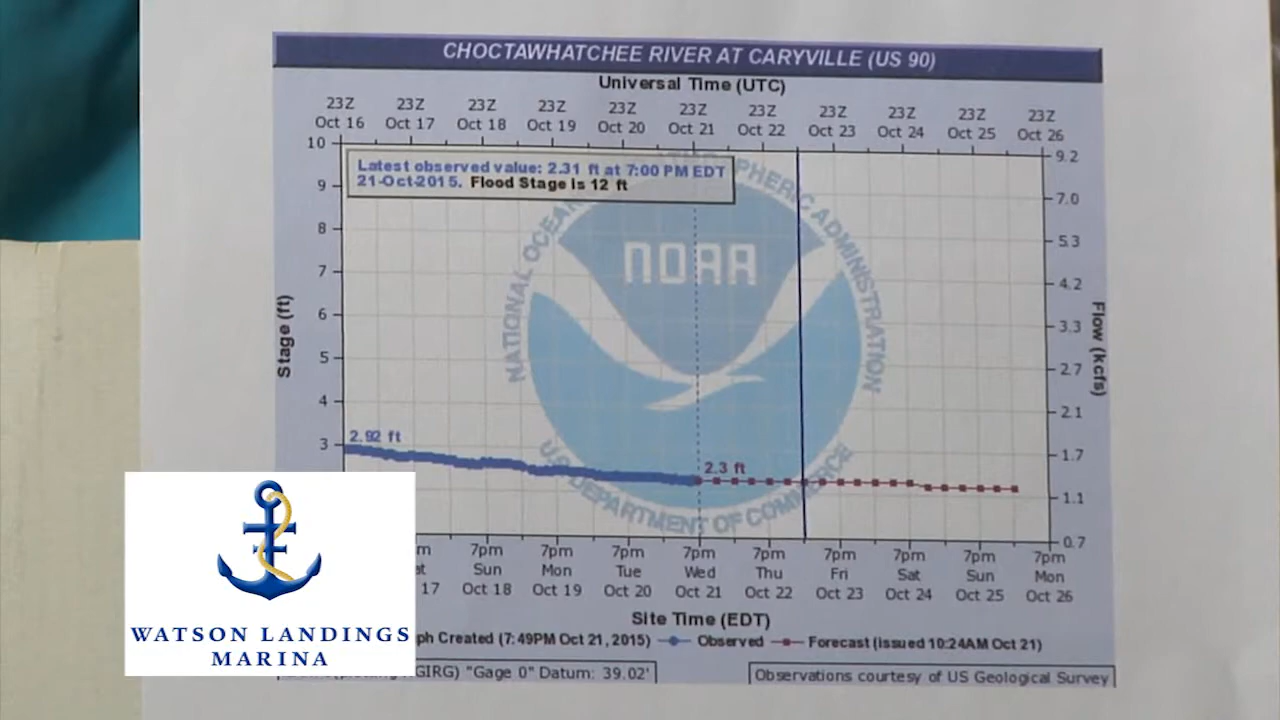 CHOCTAWHATCHEE RIVER AT CARYVILLE (US 90)
Universal Time (UTC)
23Z 23Z 23Z 23Z 23Z 23Z 23Z 23Z 23Z 23Z 23Z
Oct 16 Oct 17 Oct 18 Oct 19 Oct 20 Oct 21 Oct 22 Oct 23 Oct 24 Oct 25 Oct 26
Latest observed value: 2.31 ft at 7:00 PM EDT
21-Oct-2015. Flood Stage is 12 ft
10 9.2
9 7.0
8 5.3
7 4.2
6 3.3
5 2.7
4 2.1
3 1.7
1.1
0.7
Stage (ft)
Flow (kcfs)
NATIONAL OCEANIC ATMOSPHERIC ADMINISTRATION
NOAA
U.S. DEPARTMENT OF COMMERCE
2.92 ft
2.3 ft
7pm 7pm 7pm 7pm 7pm 7pm 7pm 7pm 7pm
Sun Mon Tue Wed Thu Fri Sat Sun Mon
17 Oct 18 Oct 19 Oct 20 Oct 21 Oct 22 Oct 23 Oct 24 Oct 25 Oct 26
Site Time (EDT)
ph Created (7:49PM Oct 21, 2015) Observed Forecast (issued 10:24AM Oct 21)
"Gage 0" Datum: 39.02'
Observations courtesy of US Geological Survey
WATSON LANDINGS
MARINA